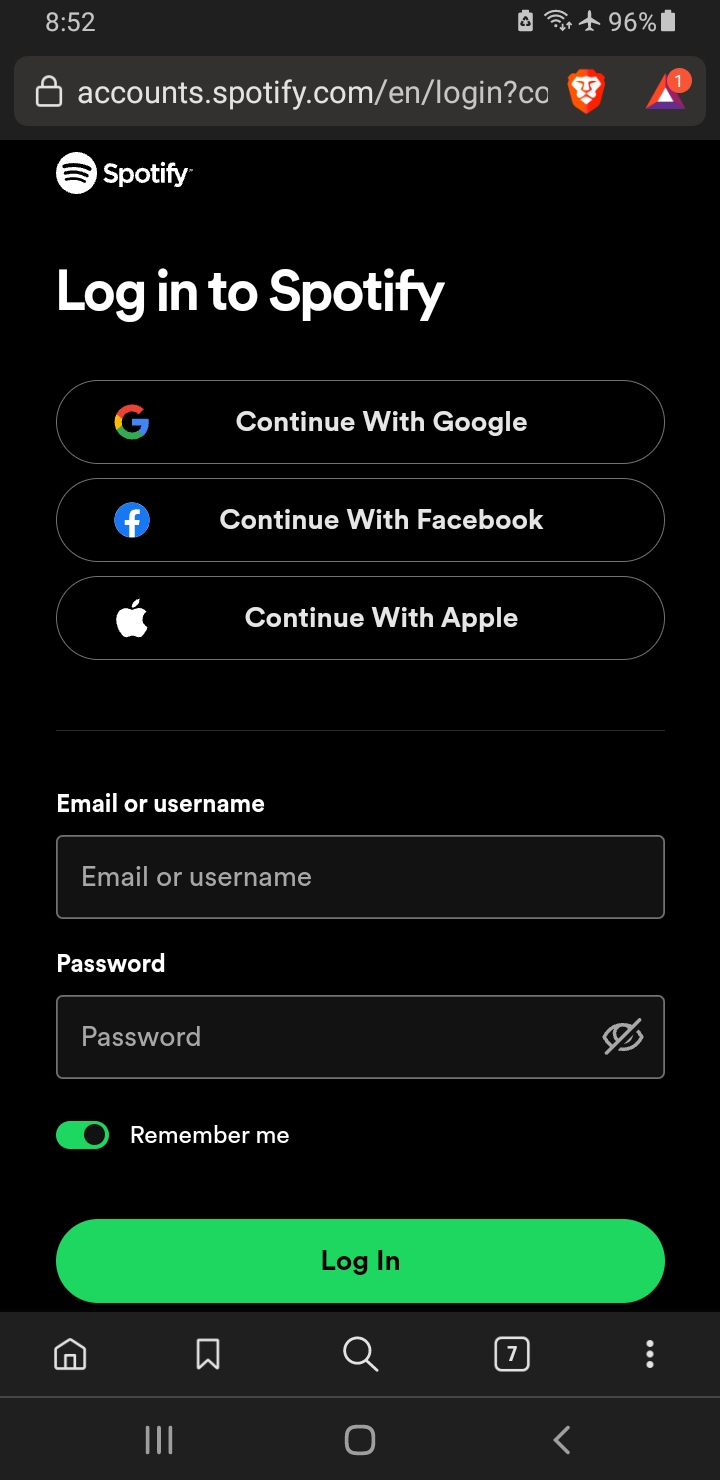 8:52
96%
accounts.spotify.com/en/login?co
1
Spotify
Log in to Spotify
Continue With Google
Continue With Facebook
Continue With Apple
Email or username
Email or username
Password
Password
Remember me
Log In
7